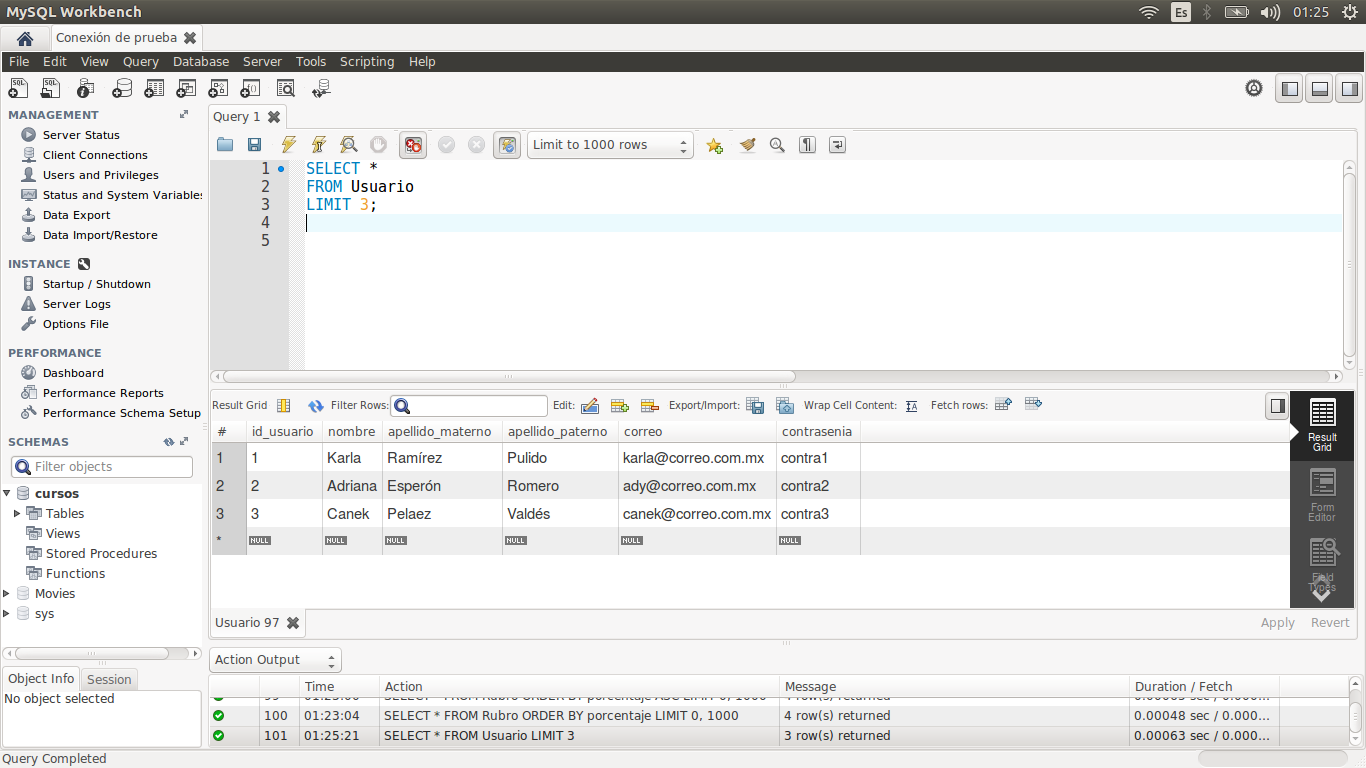 MySQL Workbench Es 01:25
Conexión de prueba
File Edit View Query Database Server Tools Scripting Help
MANAGEMENT
Server Status
Client Connections
Users and Privileges
Status and System Variables
Data Export
Data Import/Restore
INSTANCE
Startup / Shutdown
Server Logs
Options File
PERFORMANCE
Dashboard
Performance Reports
Performance Schema Setup
SCHEMAS
Filter objects
cursos
Tables
Views
Stored Procedures
Functions
Movies
sys
Object Info Session
No object selected
Query 1
Limit to 1000 rows
1 SELECT *
2 FROM Usuario
3 LIMIT 3;
4
5
Result Grid Filter Rows: Edit: Export/Import: Wrap Cell Content: Fetch rows:
# id_usuario nombre apellido_materno apellido_paterno correo contrasenia
1 1 Karla Ramírez Pulido karla@correo.com.mx contra1
2 2 Adriana Esperón Romero ady@correo.com.mx contra2
3 3 Canek Pelaez Valdés canek@correo.com.mx contra3
* NULL NULL NULL NULL NULL NULL
Result
Grid
Form
Editor
Field
Types
Usuario 97 Apply Revert
Action Output
Time Action Message Duration / Fetch
99 01:23:00 SELECT * FROM Rubro ORDER BY porcentaje ASC LIMIT 0, 1000 4 row(s) returned
100 01:23:04 SELECT * FROM Rubro ORDER BY porcentaje LIMIT 0, 1000 4 row(s) returned 0.00048 sec / 0.000...
101 01:25:21 SELECT * FROM Usuario LIMIT 3 3 row(s) returned 0.00063 sec / 0.000...
Query Completed